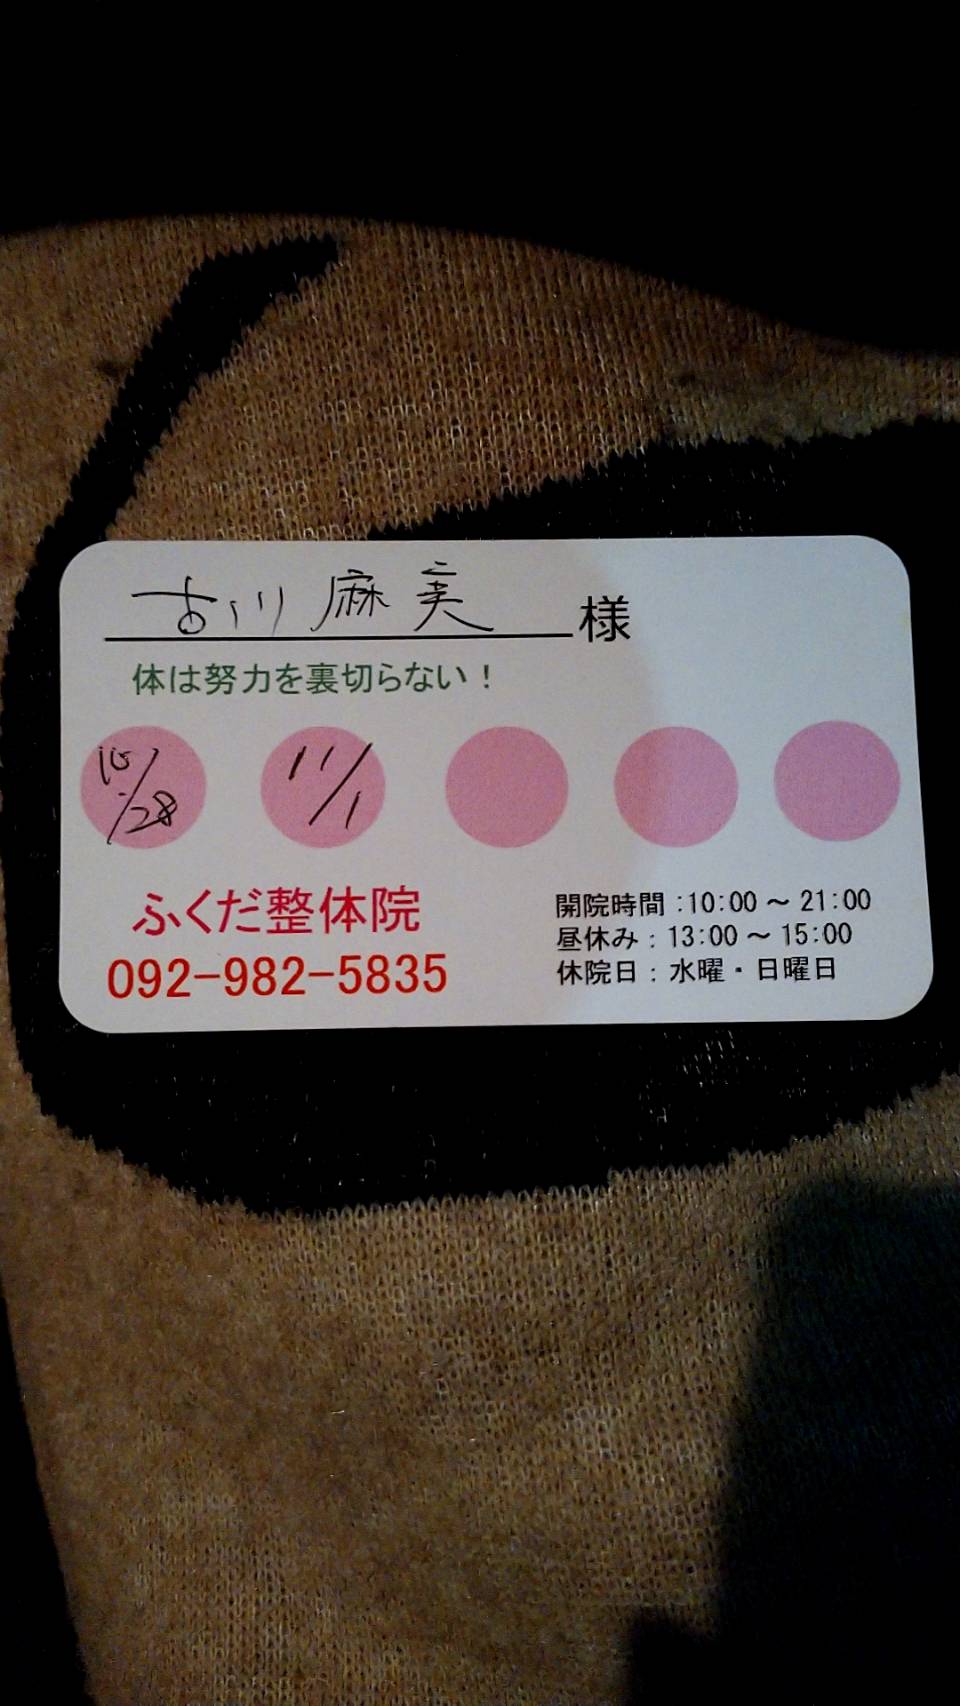 古川 麻美 様
体は努力を裏切らない！
10/28 11/1
ふくだ整体院
092-982-5835
開院時間：10:00～21:00
昼休み：13:00～15:00
休院日：水曜・日曜日